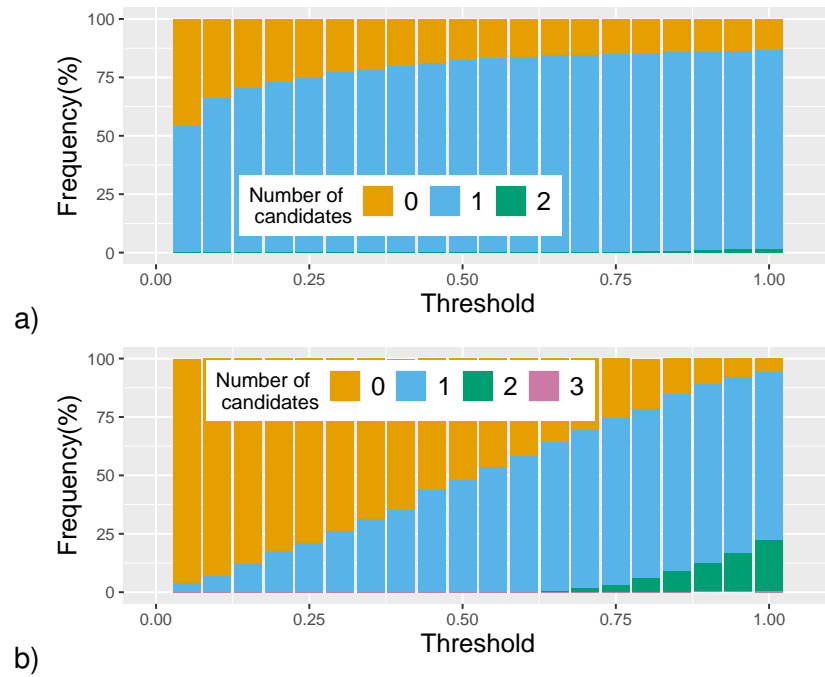 100
75
50
25
0
Frequency(%)
Number of
candidates
0
1
2
0.00
0.25
0.50
0.75
1.00
Threshold
a)
100
75
50
25
0
Frequency(%)
Number of
candidates
0
1
2
3
0.00
0.25
0.50
0.75
1.00
Threshold
b)